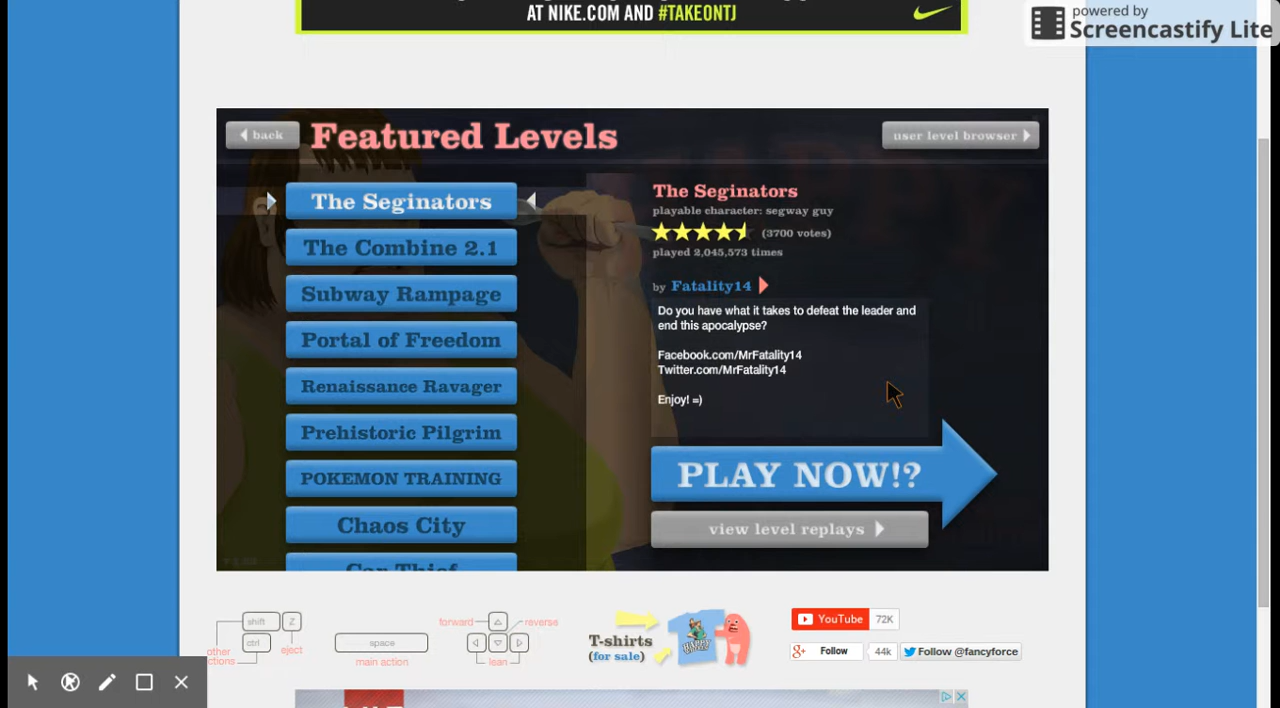 AT NIKE.COM AND #TAKEONTJ
powered by
Screencastify Lite
back
Featured Levels
user level browser
The Seginators
The Combine 2.1
Subway Rampage
Portal of Freedom
Renaissance Ravager
Prehistoric Pilgrim
POKEMON TRAINING
Chaos City
Car Thief
The Seginators
playable character: segway guy
(3700 votes)
played 2,045,573 times
by Fatality14
Do you have what it takes to defeat the leader and
end this apocalypse?
Facebook.com/MrFatality14
Twitter.com/MrFatality14
Enjoy! =)
PLAY NOW!?
view level replays
shift Z
ctrl
eject
space
main action
forward
reverse
lean
T-shirts
(for sale)
YouTube 72K
g+ Follow 44k
Follow @fancyforce